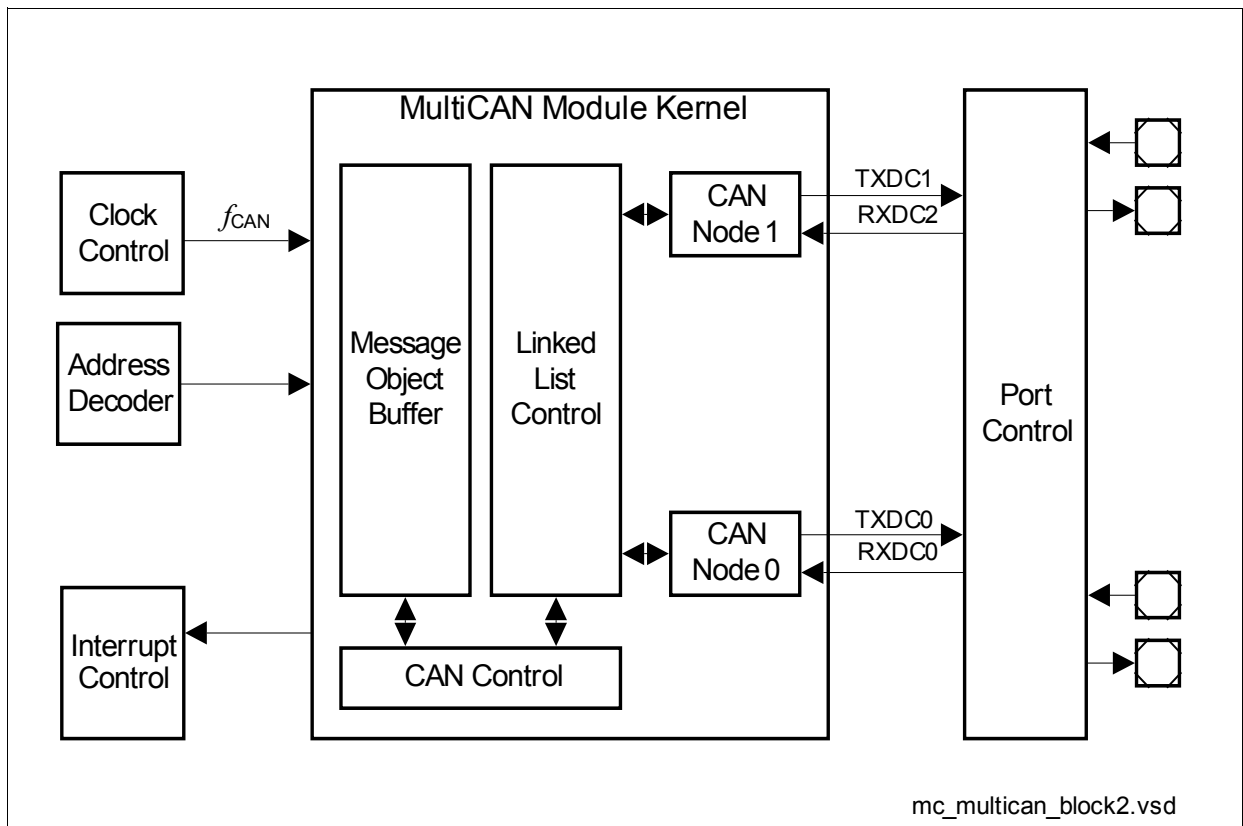 MultiCAN Module Kernel
Clock
Control
fCAN
Address
Decoder
Interrupt
Control
Message
Object
Buffer
Linked
List
Control
CAN Control
CAN
Node 1
CAN
Node 0
TXDC1
RXDC2
TXDC0
RXDC0
Port
Control
mc_multican_block2.vsd